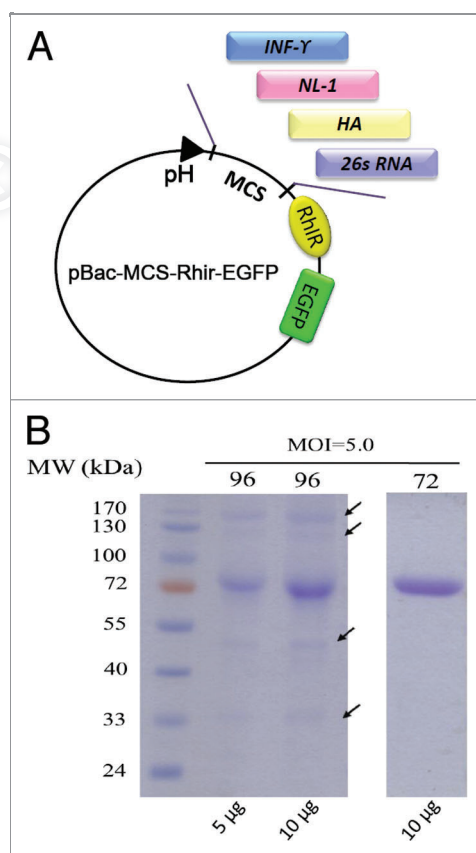 A
INF-ϒ
NL-1
HA
26s RNA
pH
MCS
RhIR
EGFP
pBac-MCS-Rhir-EGFP
B
MOI=5.0
MW (kDa)
96 96 72
170
130
100
72
55
40
33
24
5 µg 10 µg 10 µg